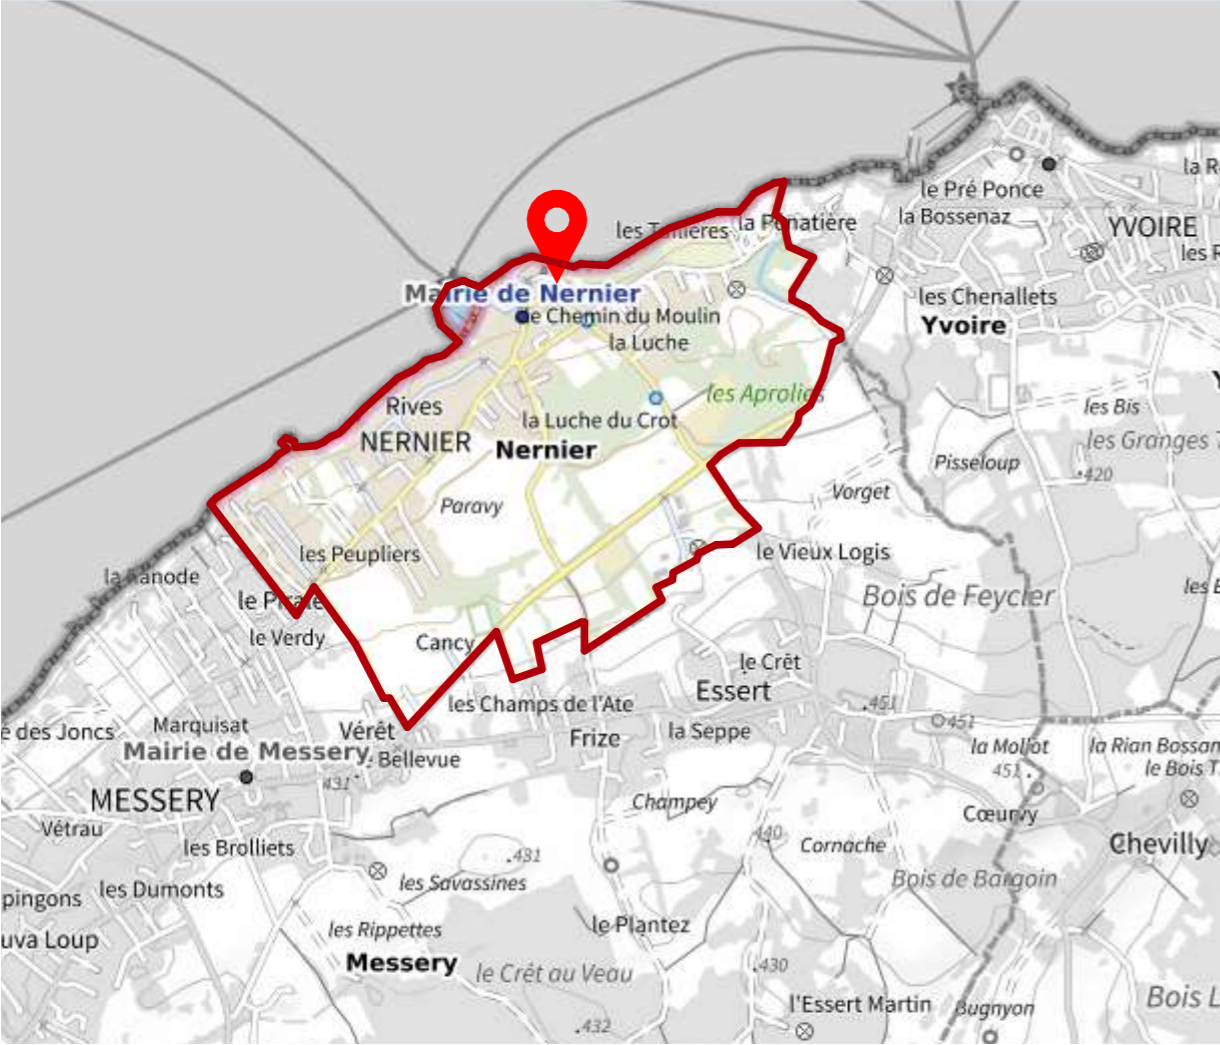 le Pré Ponce
la Bossenaz
YVOIRE
les Tattes
la Pénatière
les Chenallets
Yvoire
Mairie de Nernier
le Chemin du Moulin
la Luche
les Aprolies
Rives
la Luche du Crot
NERNIER
Nernier
les Bis
les Granges
Pisseloup
420
Paravy
Vorget
les Peupliers
le Vieux Logis
la Nanode
le Pirate
Bois de Feycler
le Verdy
Cancy
le Crêt
Essert
les Champs de l'Ate
451
451
Marquisat
Vérêt
e des Joncs
Frize
la Seppe
la Mollot
la Rian Bossan
Mairie de Messery
Bellevue
le Bois T
451
431
MESSERY
Champey
Cœurvy
Vétrau
440
Cornache
Chevilly
les Brolliets
431
les Dumonts
les Savassines
Bois de Bargoin
pingons
les Rippettes
le Plantez
uva Loup
Messery
le Crêt au Veau
430
l'Essert Martin
Bugnyon
Bois L
432